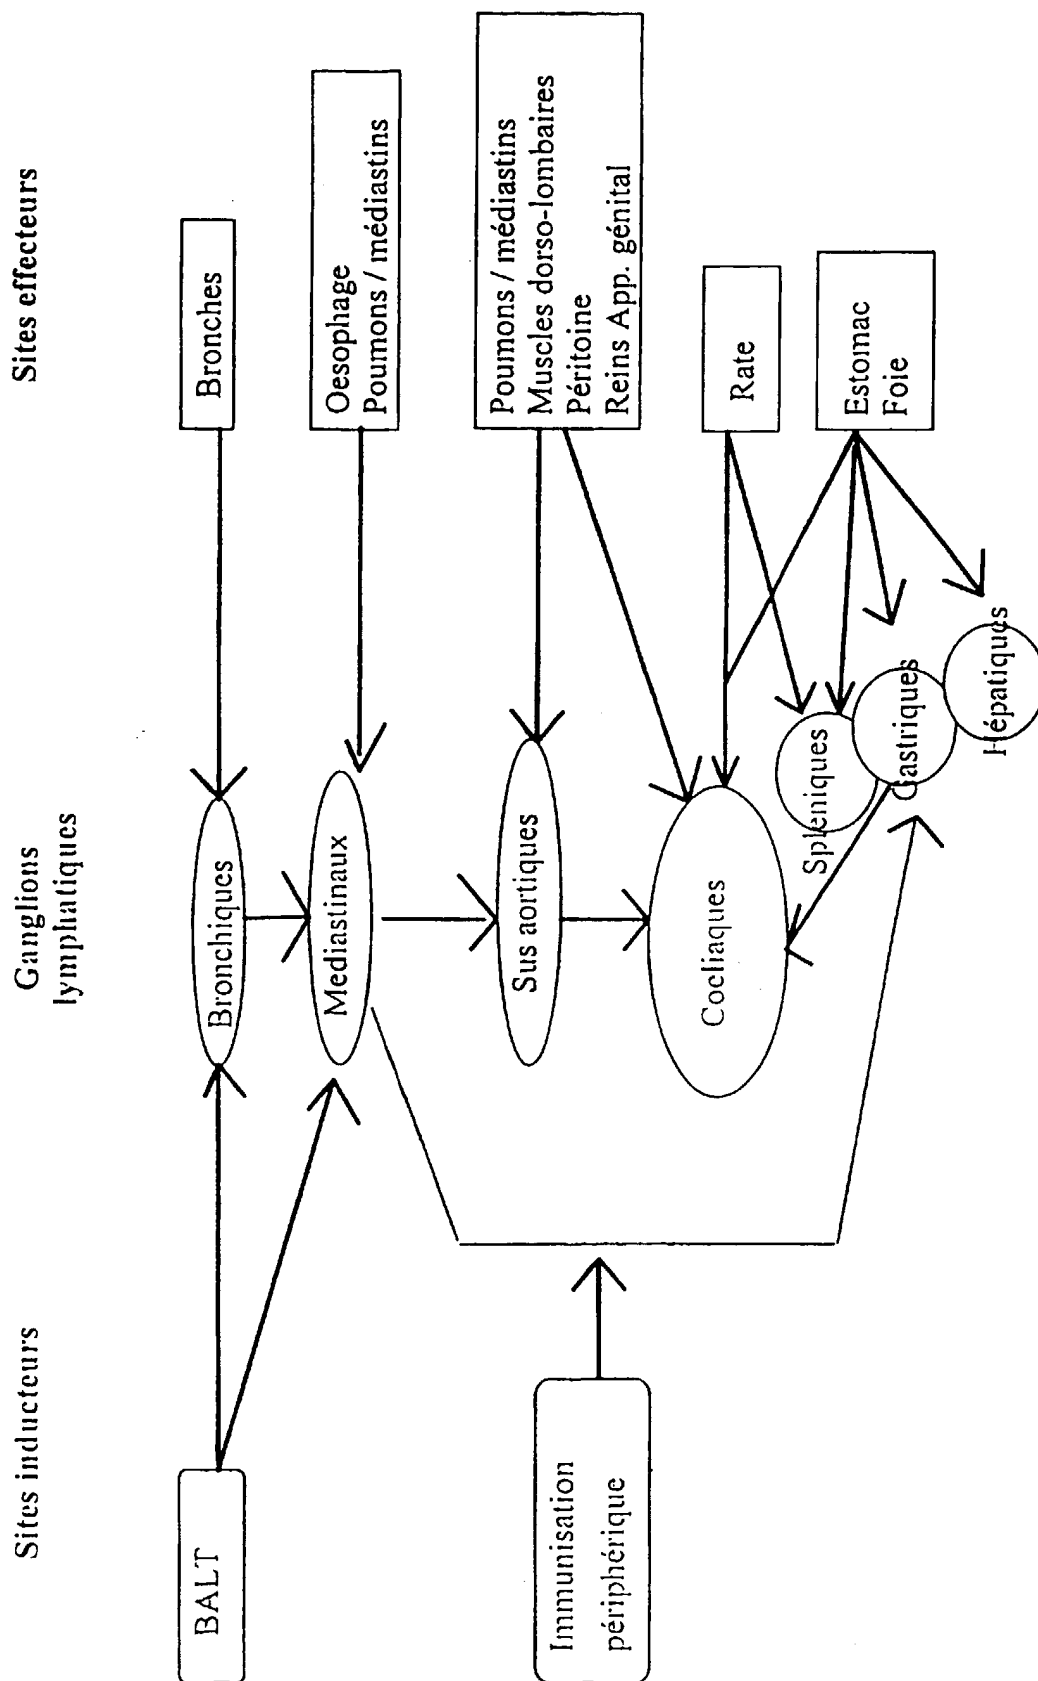 Sites inducteurs
Ganglions
lymphatiques
Sites effecteurs
BALT
Bronchiques
Bronches
Mediastinaux
Oesophage
Poumons / médiastins
Immunisation
périphérique
Sus aortiques
Poumons / médiastins
Muscles dorso-lombaires
Péritoine
Reins App. génital
Coeliaques
Rate
Spléniques
Gastriques
Hépatiques
Estomac
Foie